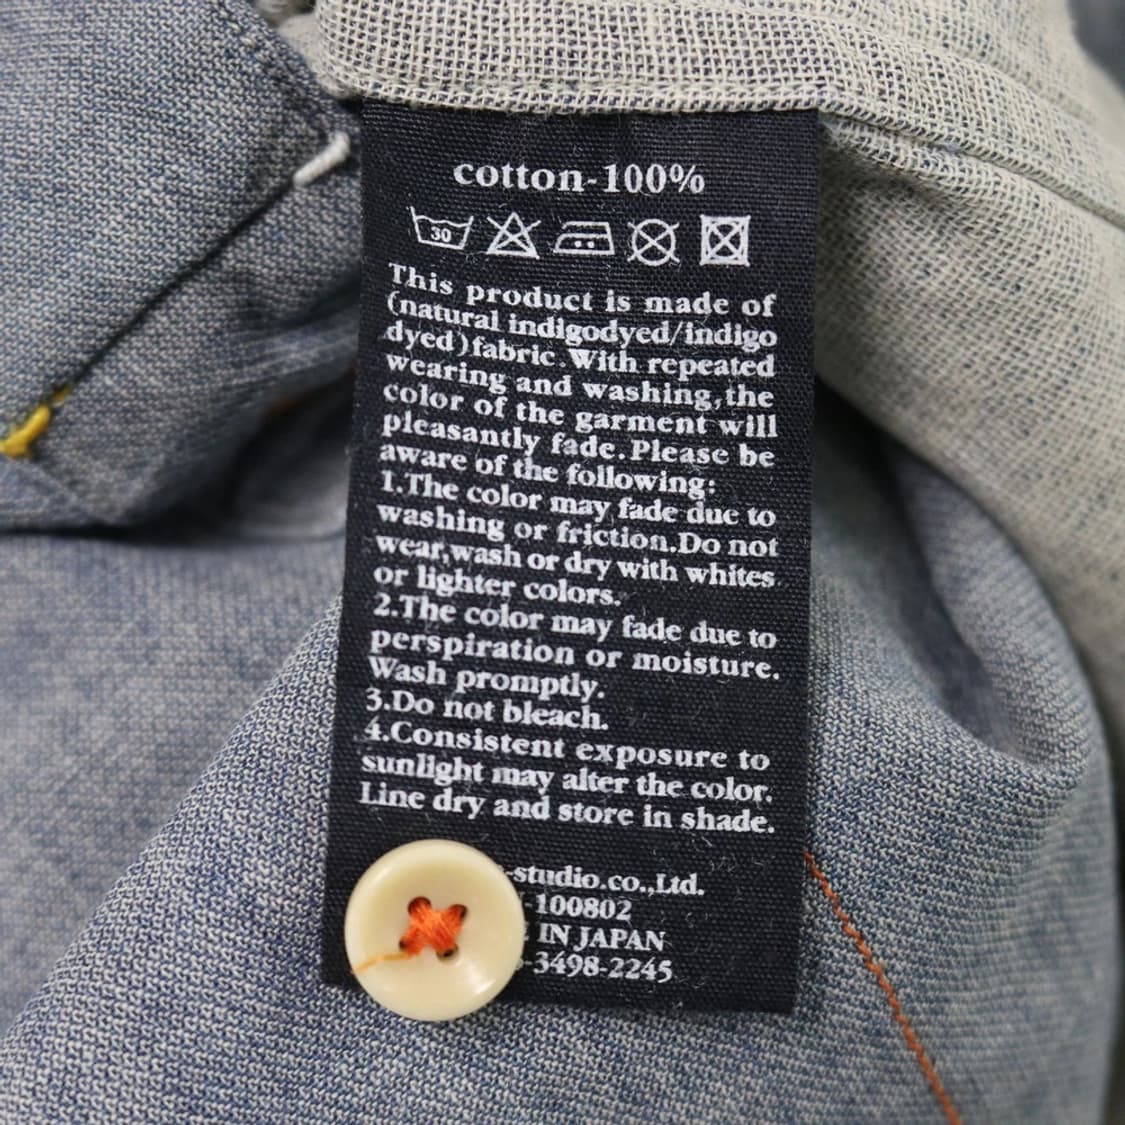 cotton-100%
30
This product is made of
(natural indigodyed/indigo
dyed)fabric.With repeated
wearing and washing,the
color of the garment will
pleasantly fade.Please be
aware of the following:
1.The color may fade due to
washing or friction.Do not
wear,wash or dry with whites
or lighter colors.
2.The color may fade due to
perspiration or moisture.
Wash promptly.
3.Do not bleach.
4.Consistent exposure to
sunlight may alter the color.
Line dry and store in shade.
-studio.co.,Ltd.
-100802
IN JAPAN
-3498-2245